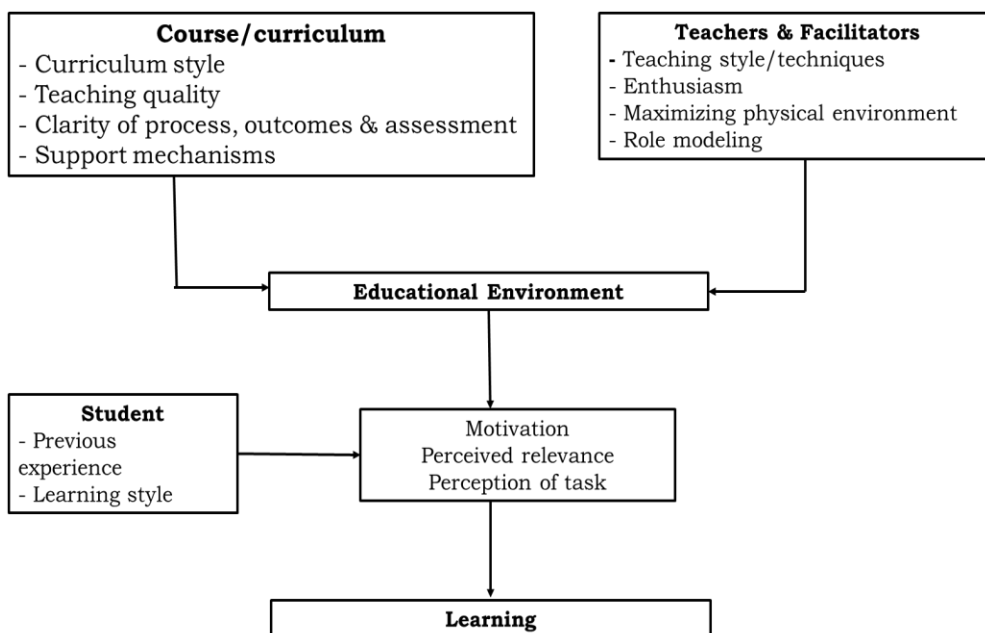 Course/curriculum
- Curriculum style
- Teaching quality
- Clarity of process, outcomes & assessment
- Support mechanisms
Teachers & Facilitators
- Teaching style/techniques
- Enthusiasm
- Maximizing physical environment
- Role modeling
Educational Environment
Student
- Previous
experience
- Learning style
Motivation
Perceived relevance
Perception of task
Learning